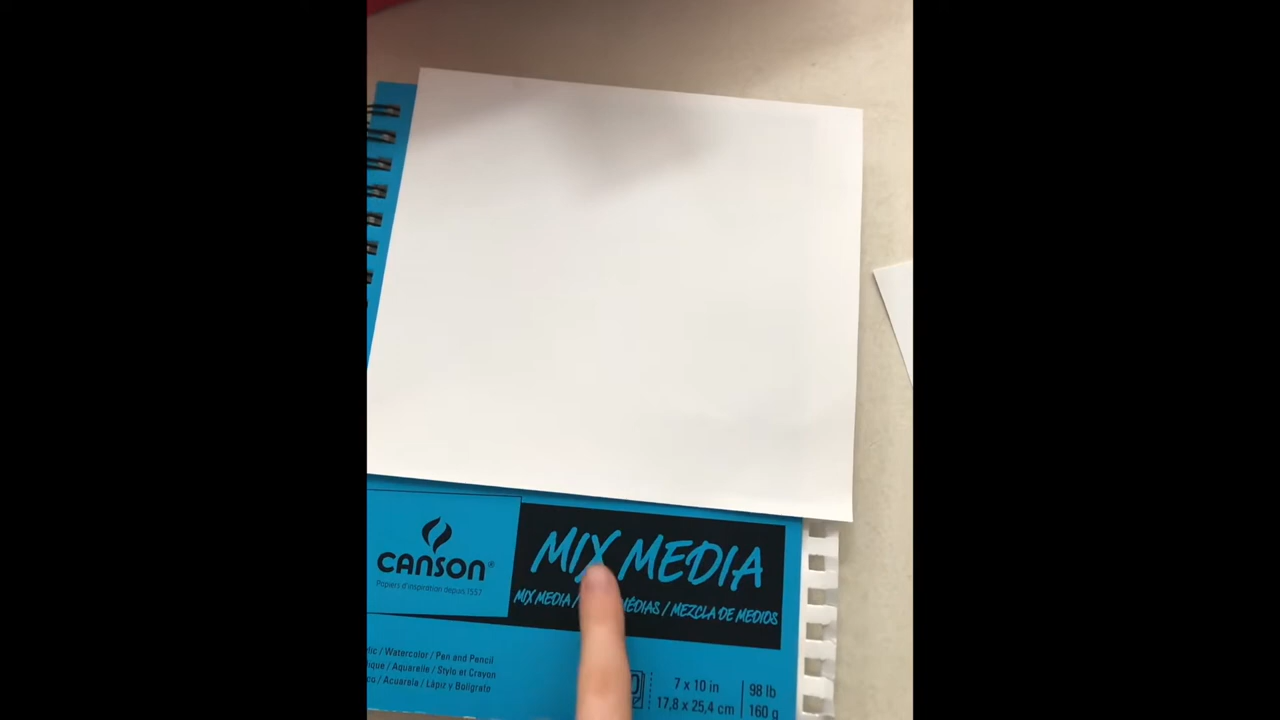 CANSON®
Papiers d'inspiration depuis 1557
MIX MEDIA
MIX MEDIA / MÉDIAS / MEZCLA DE MEDIOS
/ Watercolor / Pen and Pencil
/ Aquarelle / Stylo et Crayon
/ Acuarela / Lápiz y Bolígrafo
7 x 10 in
17,8 x 25,4 cm
98 lb
160 g